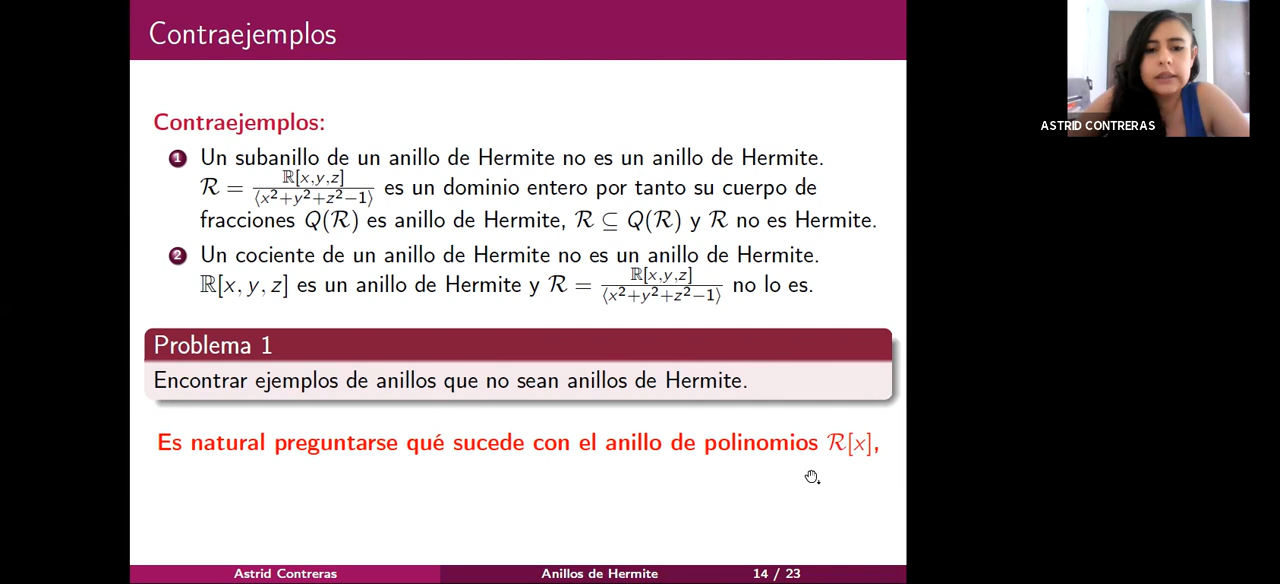 Contraejemplos
ASTRID CONTRERAS
Contraejemplos:
1 Un subanillo de un anillo de Hermite no es un anillo de Hermite.
ℛ = ℝ[x,y,z] / ⟨x²+y²+z²−1⟩ es un dominio entero por tanto su cuerpo de
fracciones Q(ℛ) es anillo de Hermite, ℛ ⊆ Q(ℛ) y ℛ no es Hermite.
2 Un cociente de un anillo de Hermite no es un anillo de Hermite.
ℝ[x, y, z] es un anillo de Hermite y ℛ = ℝ[x,y,z] / ⟨x²+y²+z²−1⟩ no lo es.
Problema 1
Encontrar ejemplos de anillos que no sean anillos de Hermite.
Es natural preguntarse qué sucede con el anillo de polinomios ℛ[x],
Astrid Contreras Anillos de Hermite 14 / 23